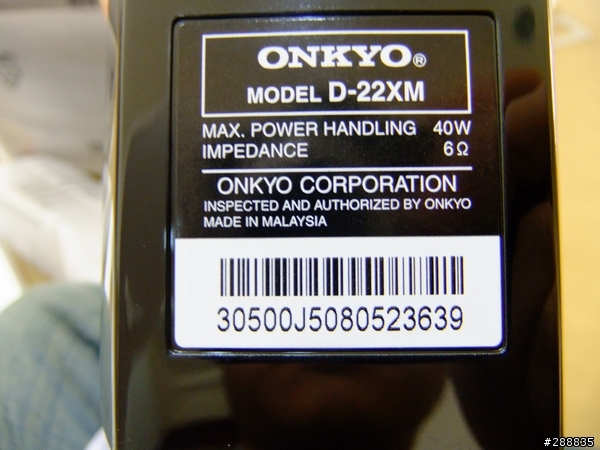 ONKYO®
MODEL D-22XM
MAX. POWER HANDLING 40W
IMPEDANCE 6Ω
ONKYO CORPORATION
INSPECTED AND AUTHORIZED BY ONKYO
MADE IN MALAYSIA
30500J5080523639
#288835